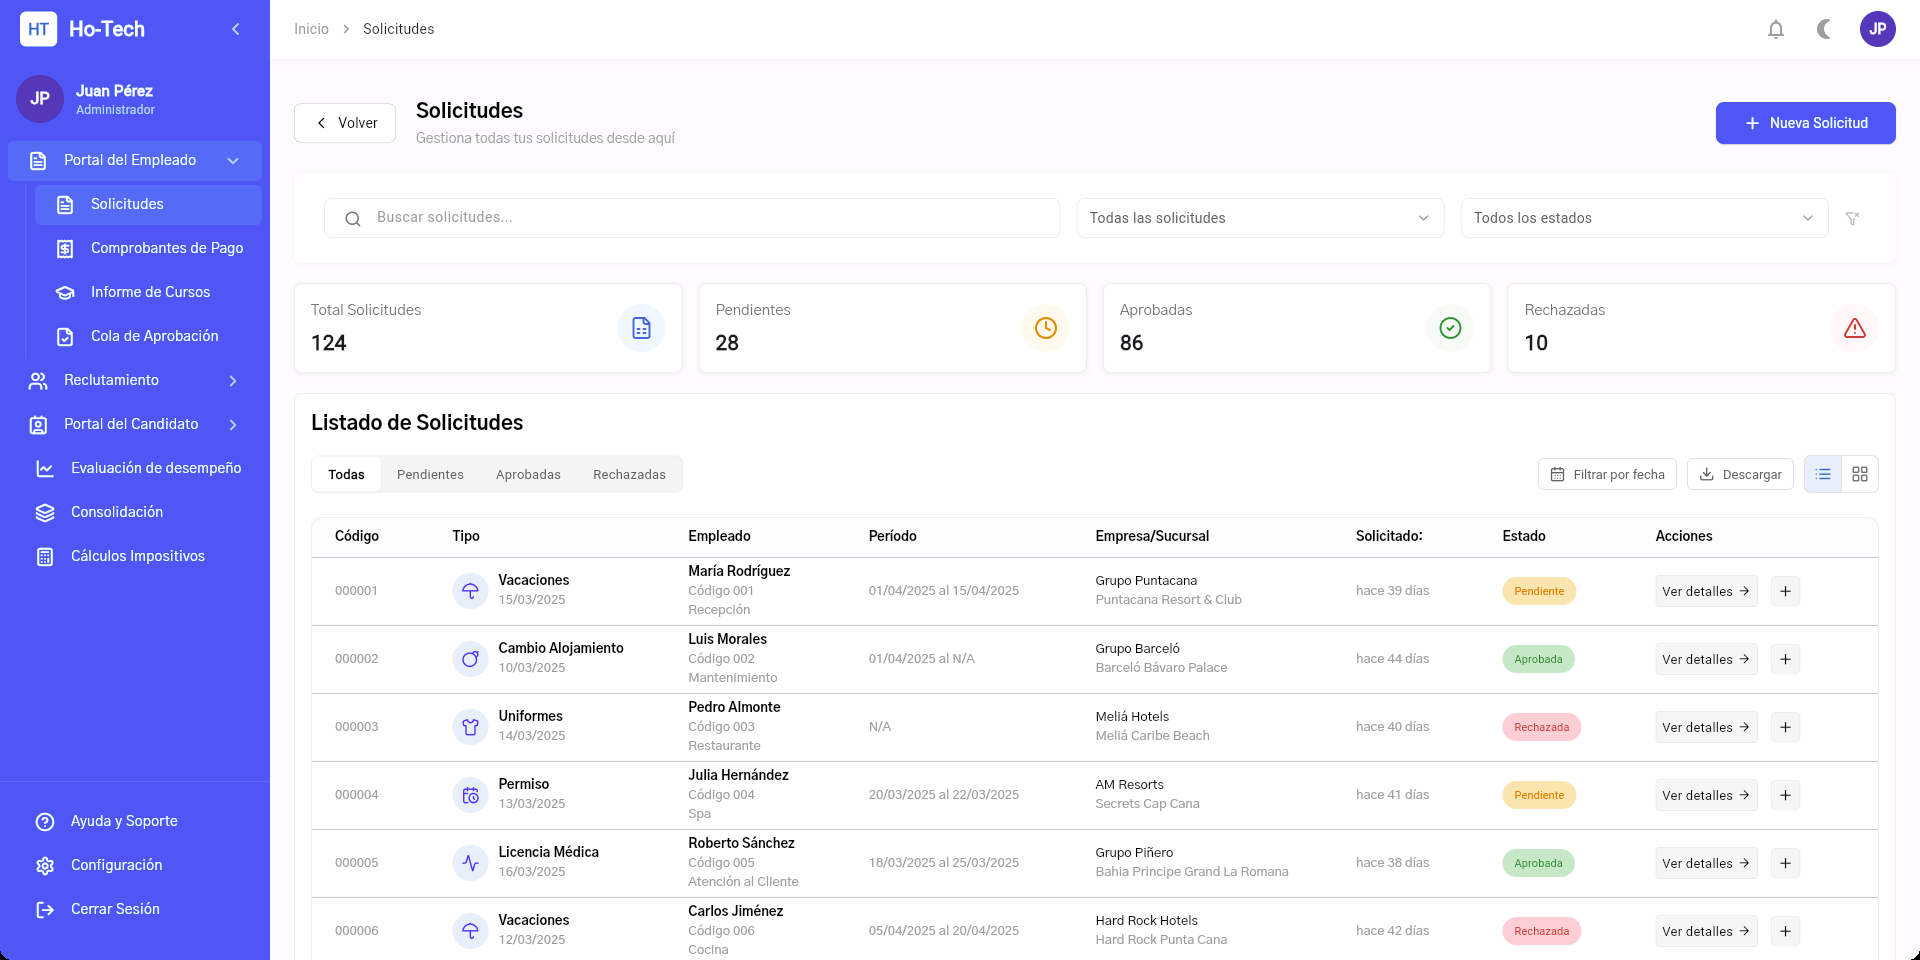 HT Ho-Tech
Inicio > Solicitudes
JP
JP
Juan Pérez
Administrador
Portal del Empleado
Solicitudes
Comprobantes de Pago
Informe de Cursos
Cola de Aprobación
Reclutamiento
Portal del Candidato
Evaluación de desempeño
Consolidación
Cálculos Impositivos
Ayuda y Soporte
Configuración
Cerrar Sesión
Volver
Solicitudes
Gestiona todas tus solicitudes desde aquí
Nueva Solicitud
Buscar solicitudes...
Todas las solicitudes
Todos los estados
Total Solicitudes
124
Pendientes
28
Aprobadas
86
Rechazadas
10
Listado de Solicitudes
Todas Pendientes Aprobadas Rechazadas
Filtrar por fecha Descargar
Código Tipo Empleado Período Empresa/Sucursal Solicitado: Estado Acciones
000001
Vacaciones
15/03/2025
María Rodríguez
Código 001
Recepción
01/04/2025 al 15/04/2025
Grupo Puntacana
Puntacana Resort & Club
hace 39 días
Pendiente
Ver detalles
000002
Cambio Alojamiento
10/03/2025
Luis Morales
Código 002
Mantenimiento
01/04/2025 al N/A
Grupo Barceló
Barceló Bávaro Palace
hace 44 días
Aprobada
Ver detalles
000003
Uniformes
14/03/2025
Pedro Almonte
Código 003
Restaurante
N/A
Meliá Hotels
Meliá Caribe Beach
hace 40 días
Rechazada
Ver detalles
000004
Permiso
13/03/2025
Julia Hernández
Código 004
Spa
20/03/2025 al 22/03/2025
AM Resorts
Secrets Cap Cana
hace 41 días
Pendiente
Ver detalles
000005
Licencia Médica
16/03/2025
Roberto Sánchez
Código 005
Atención al Cliente
18/03/2025 al 25/03/2025
Grupo Piñero
Bahia Principe Grand La Romana
hace 38 días
Aprobada
Ver detalles
000006
Vacaciones
12/03/2025
Carlos Jiménez
Código 006
Cocina
05/04/2025 al 20/04/2025
Hard Rock Hotels
Hard Rock Punta Cana
hace 42 días
Rechazada
Ver detalles